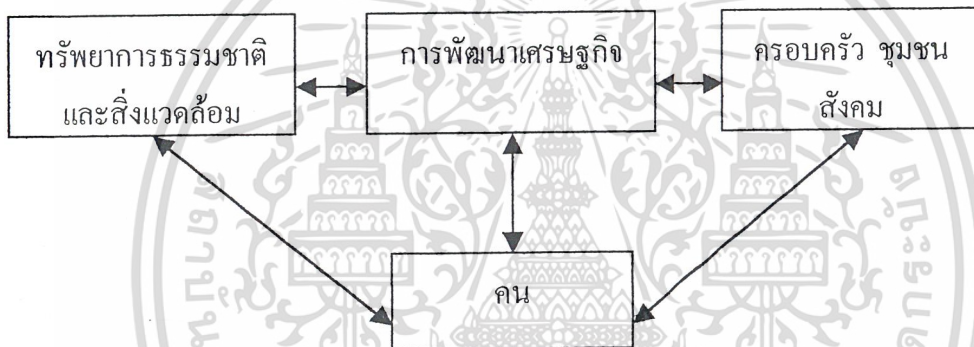 ทรัพยาการธรรมชาติ
และสิ่งแวดล้อม
การพัฒนาเศรษฐกิจ
ครอบครัว ชุมชน
สังคม
คน